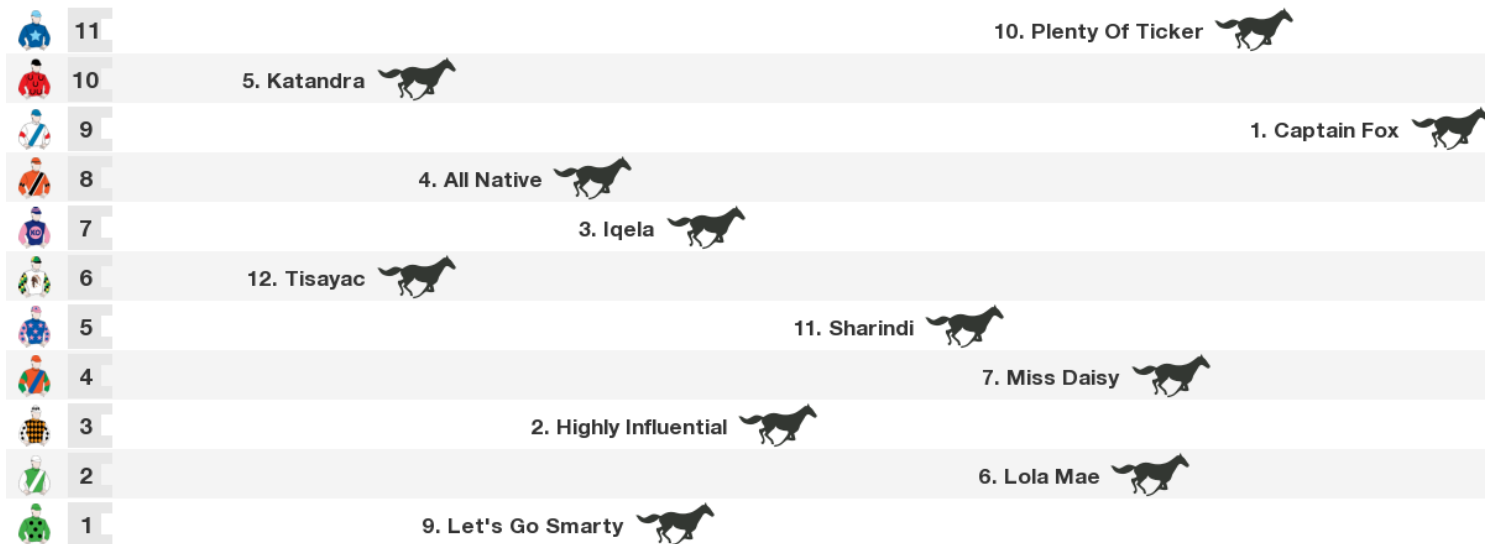 11 10. Plenty Of Ticker
10 5. Katandra
9 1. Captain Fox
8 4. All Native
7 3. Iqela
6 12. Tisayac
5 11. Sharindi
4 7. Miss Daisy
3 2. Highly Influential
2 6. Lola Mae
1 9. Let's Go Smarty